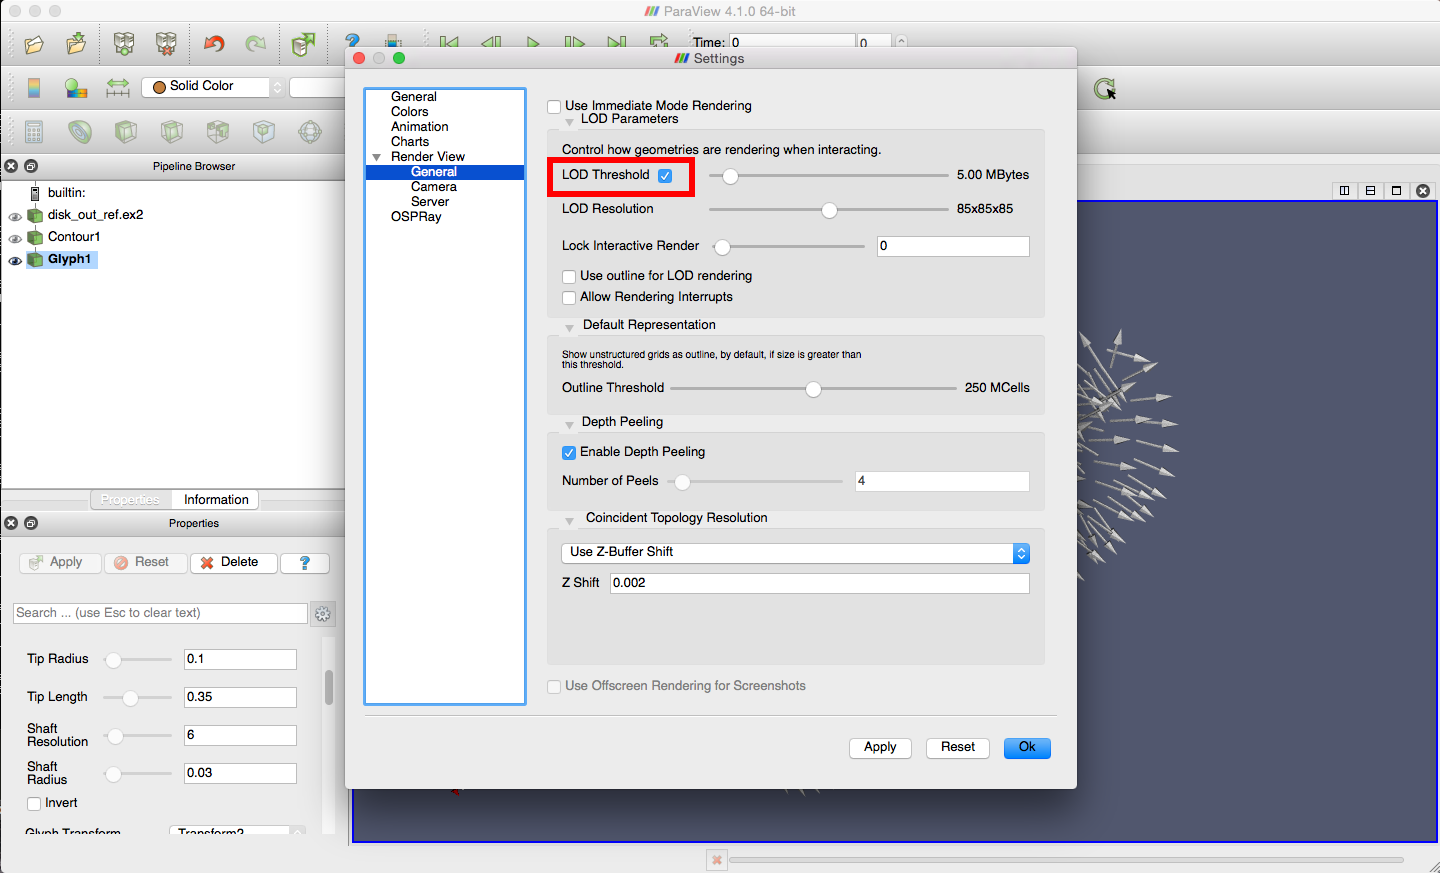 ParaView 4.1.0 64-bit
Time: 0
0
Settings
Solid Color
Pipeline Browser
builtin:
disk_out_ref.ex2
Contour1
Glyph1
Properties
Information
Properties
Apply
Reset
Delete
?
Search ... (use Esc to clear text)
Tip Radius
0.1
Tip Length
0.35
Shaft
Resolution
6
Shaft
Radius
0.03
Invert
Glyph Transform
Transform2
General
Colors
Animation
Charts
Render View
General
Camera
Server
OSPRay
Use Immediate Mode Rendering
LOD Parameters
Control how geometries are rendering when interacting.
LOD Threshold
5.00 MBytes
LOD Resolution
85x85x85
Lock Interactive Render
0
Use outline for LOD rendering
Allow Rendering Interrupts
Default Representation
Show unstructured grids as outline, by default, if size is greater than
this threshold.
Outline Threshold
250 MCells
Depth Peeling
Enable Depth Peeling
Number of Peels
4
Coincident Topology Resolution
Use Z-Buffer Shift
Z Shift
0.002
Use Offscreen Rendering for Screenshots
Apply
Reset
Ok